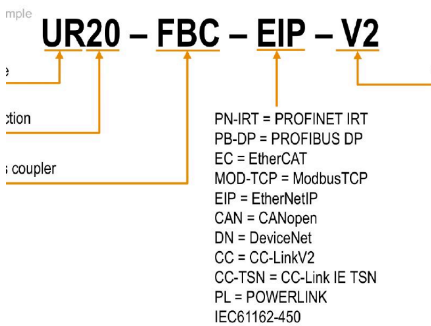 mple
UR20 – FBC – EIP – V2
e
ction
s coupler
PN-IRT = PROFINET IRT
PB-DP = PROFIBUS DP
EC = EtherCAT
MOD-TCP = ModbusTCP
EIP = EtherNetIP
CAN = CANopen
DN = DeviceNet
CC = CC-LinkV2
CC-TSN = CC-Link IE TSN
PL = POWERLINK
IEC61162-450